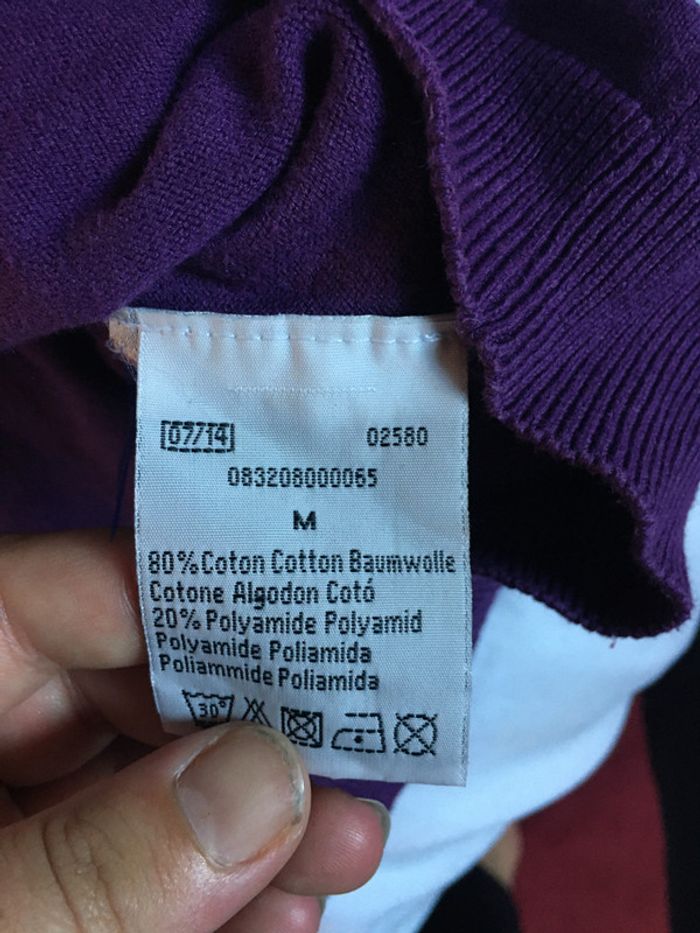 07/14 02580
083208000065
M
80% Coton Cotton Baumwolle
Cotone Algodon Cotó
20% Polyamide Polyamid
Polyamide Poliamida
Poliammide Poliamida
30°